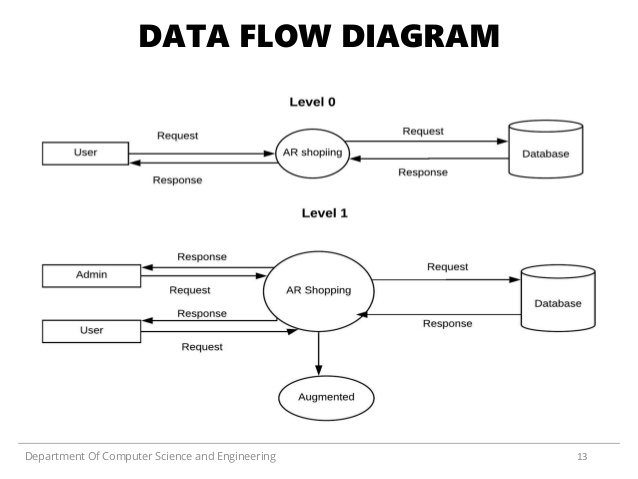 DATA FLOW DIAGRAM
Level 0
Request
Request
User
AR shopiing
Database
Response
Response
Level 1
Response
Request
Admin
AR Shopping
Request
Database
Response
Response
User
Request
Augmented
Department Of Computer Science and Engineering
13